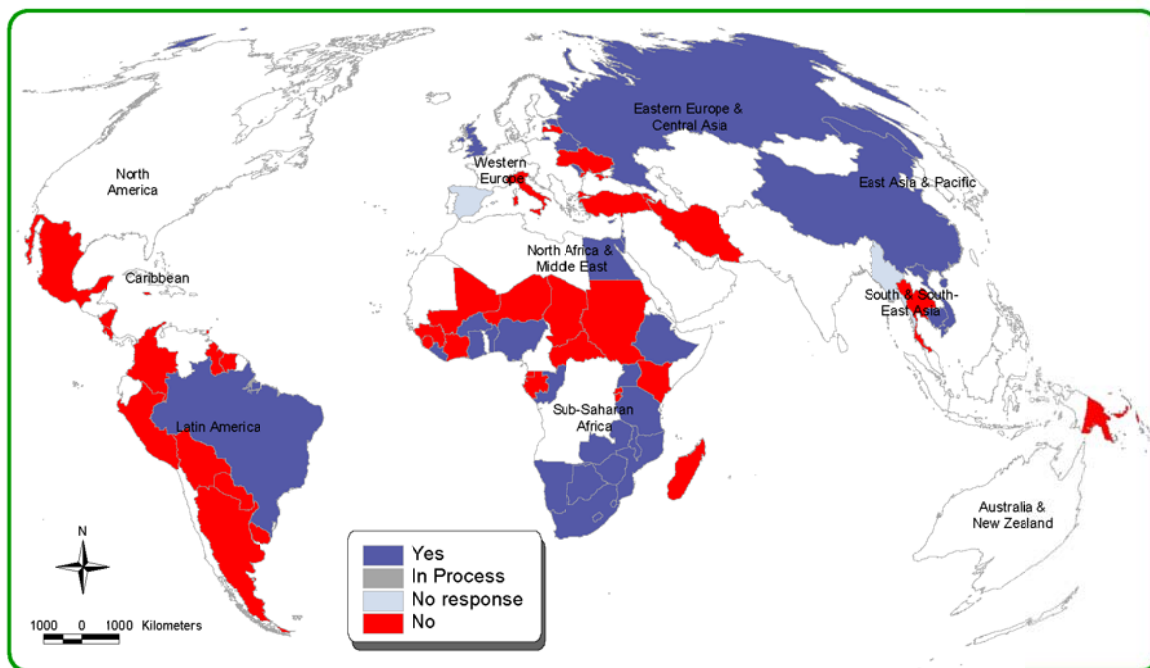 Eastern Europe &
Central Asia
North
America
Western
Europe
East Asia & Pacific
North Africa &
Middle East
Caribbean
South & South-
East Asia
Sub-Saharan
Africa
Latin America
Australia &
New Zealand
N
Yes
In Process
No response
No
1000 0 1000 Kilometers